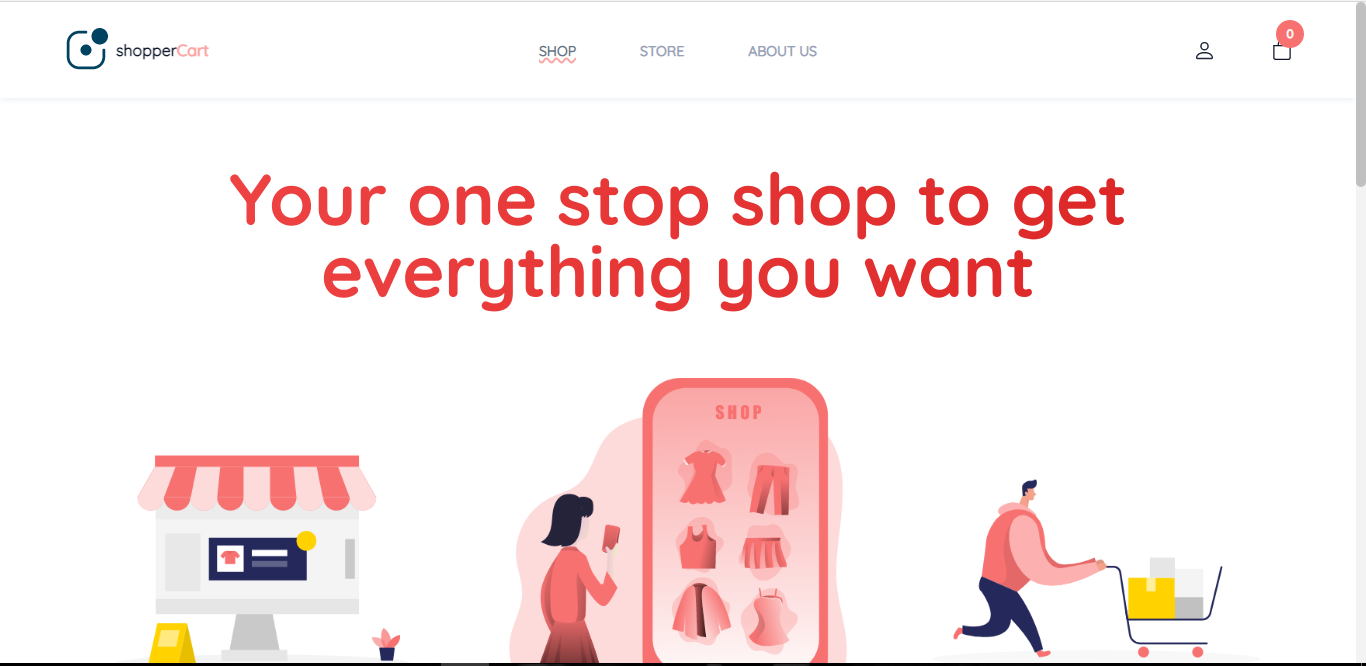 shopperCart
SHOP
STORE
ABOUT US
0
Your one stop shop to get
everything you want
SHOP